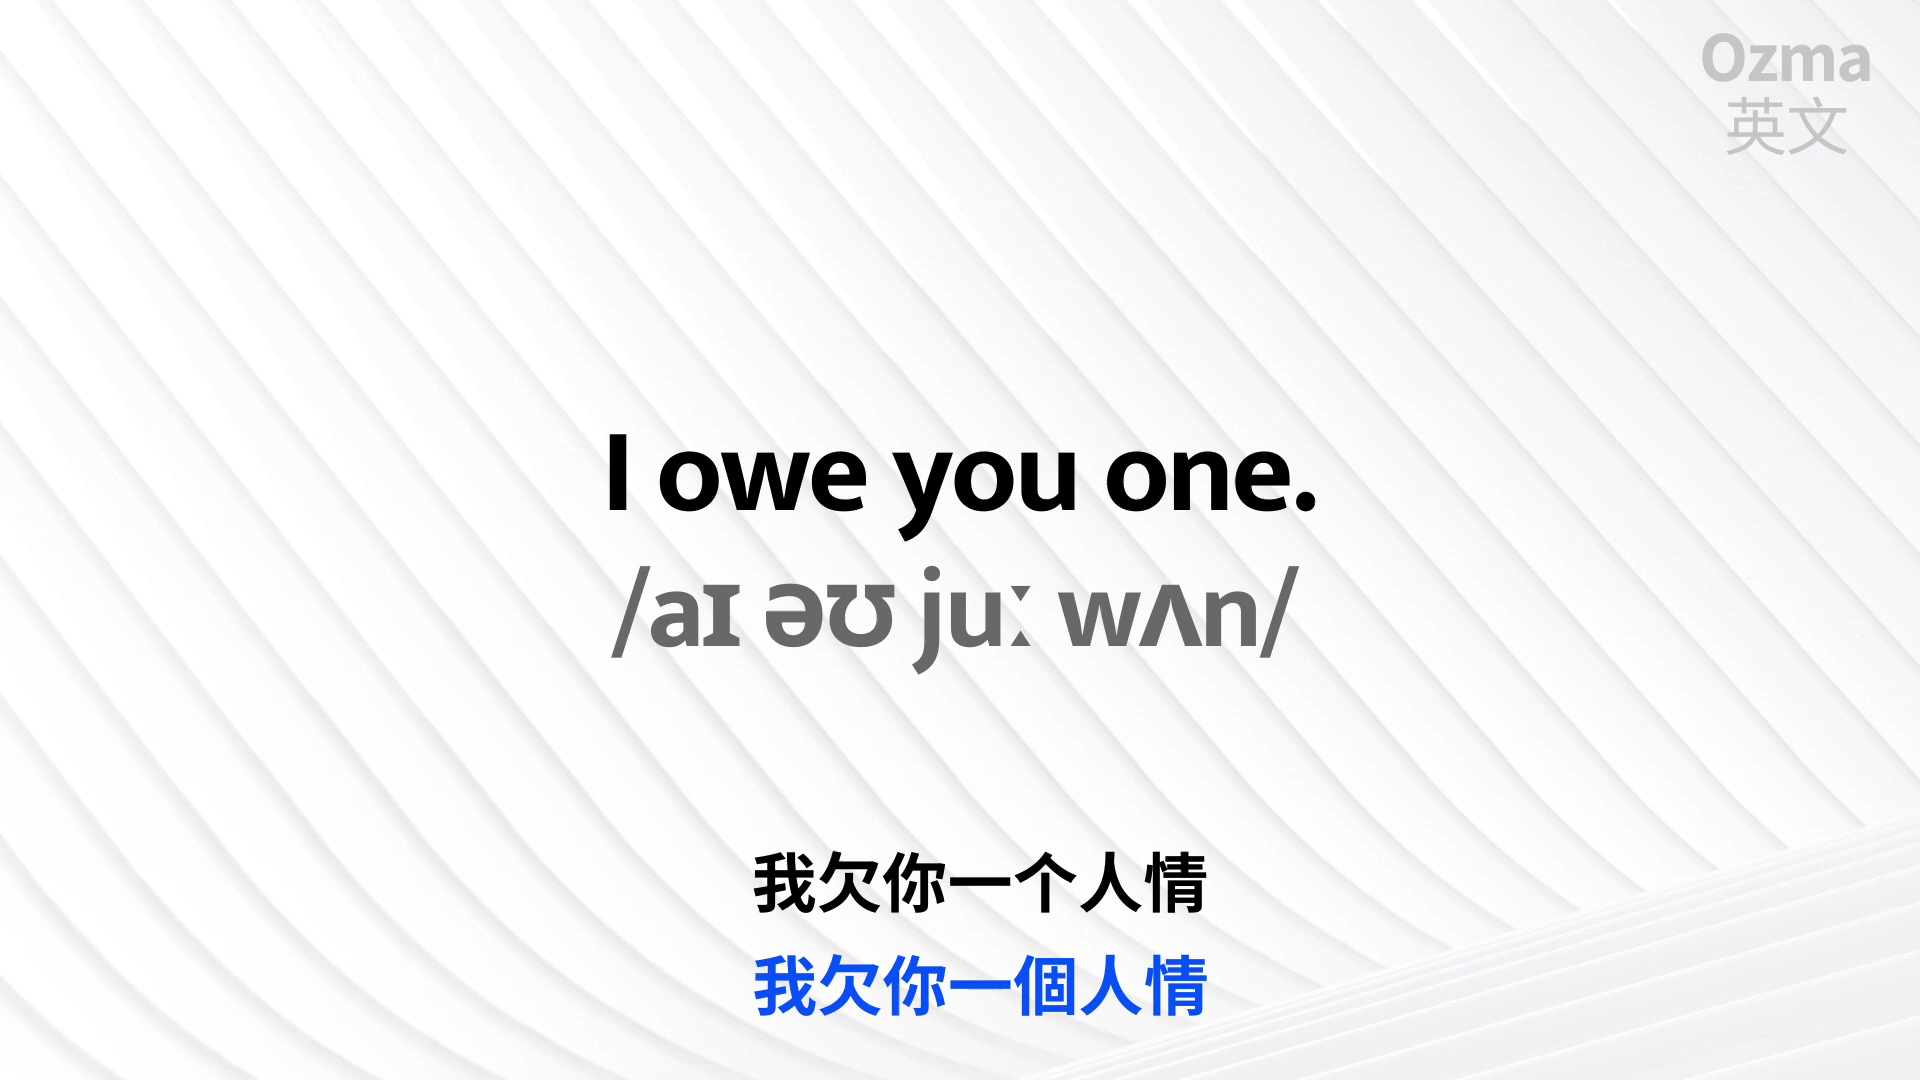 Ozma
英文
I owe you one.
/aɪ əʊ juː wʌn/
我欠你一个人情
我欠你一個人情